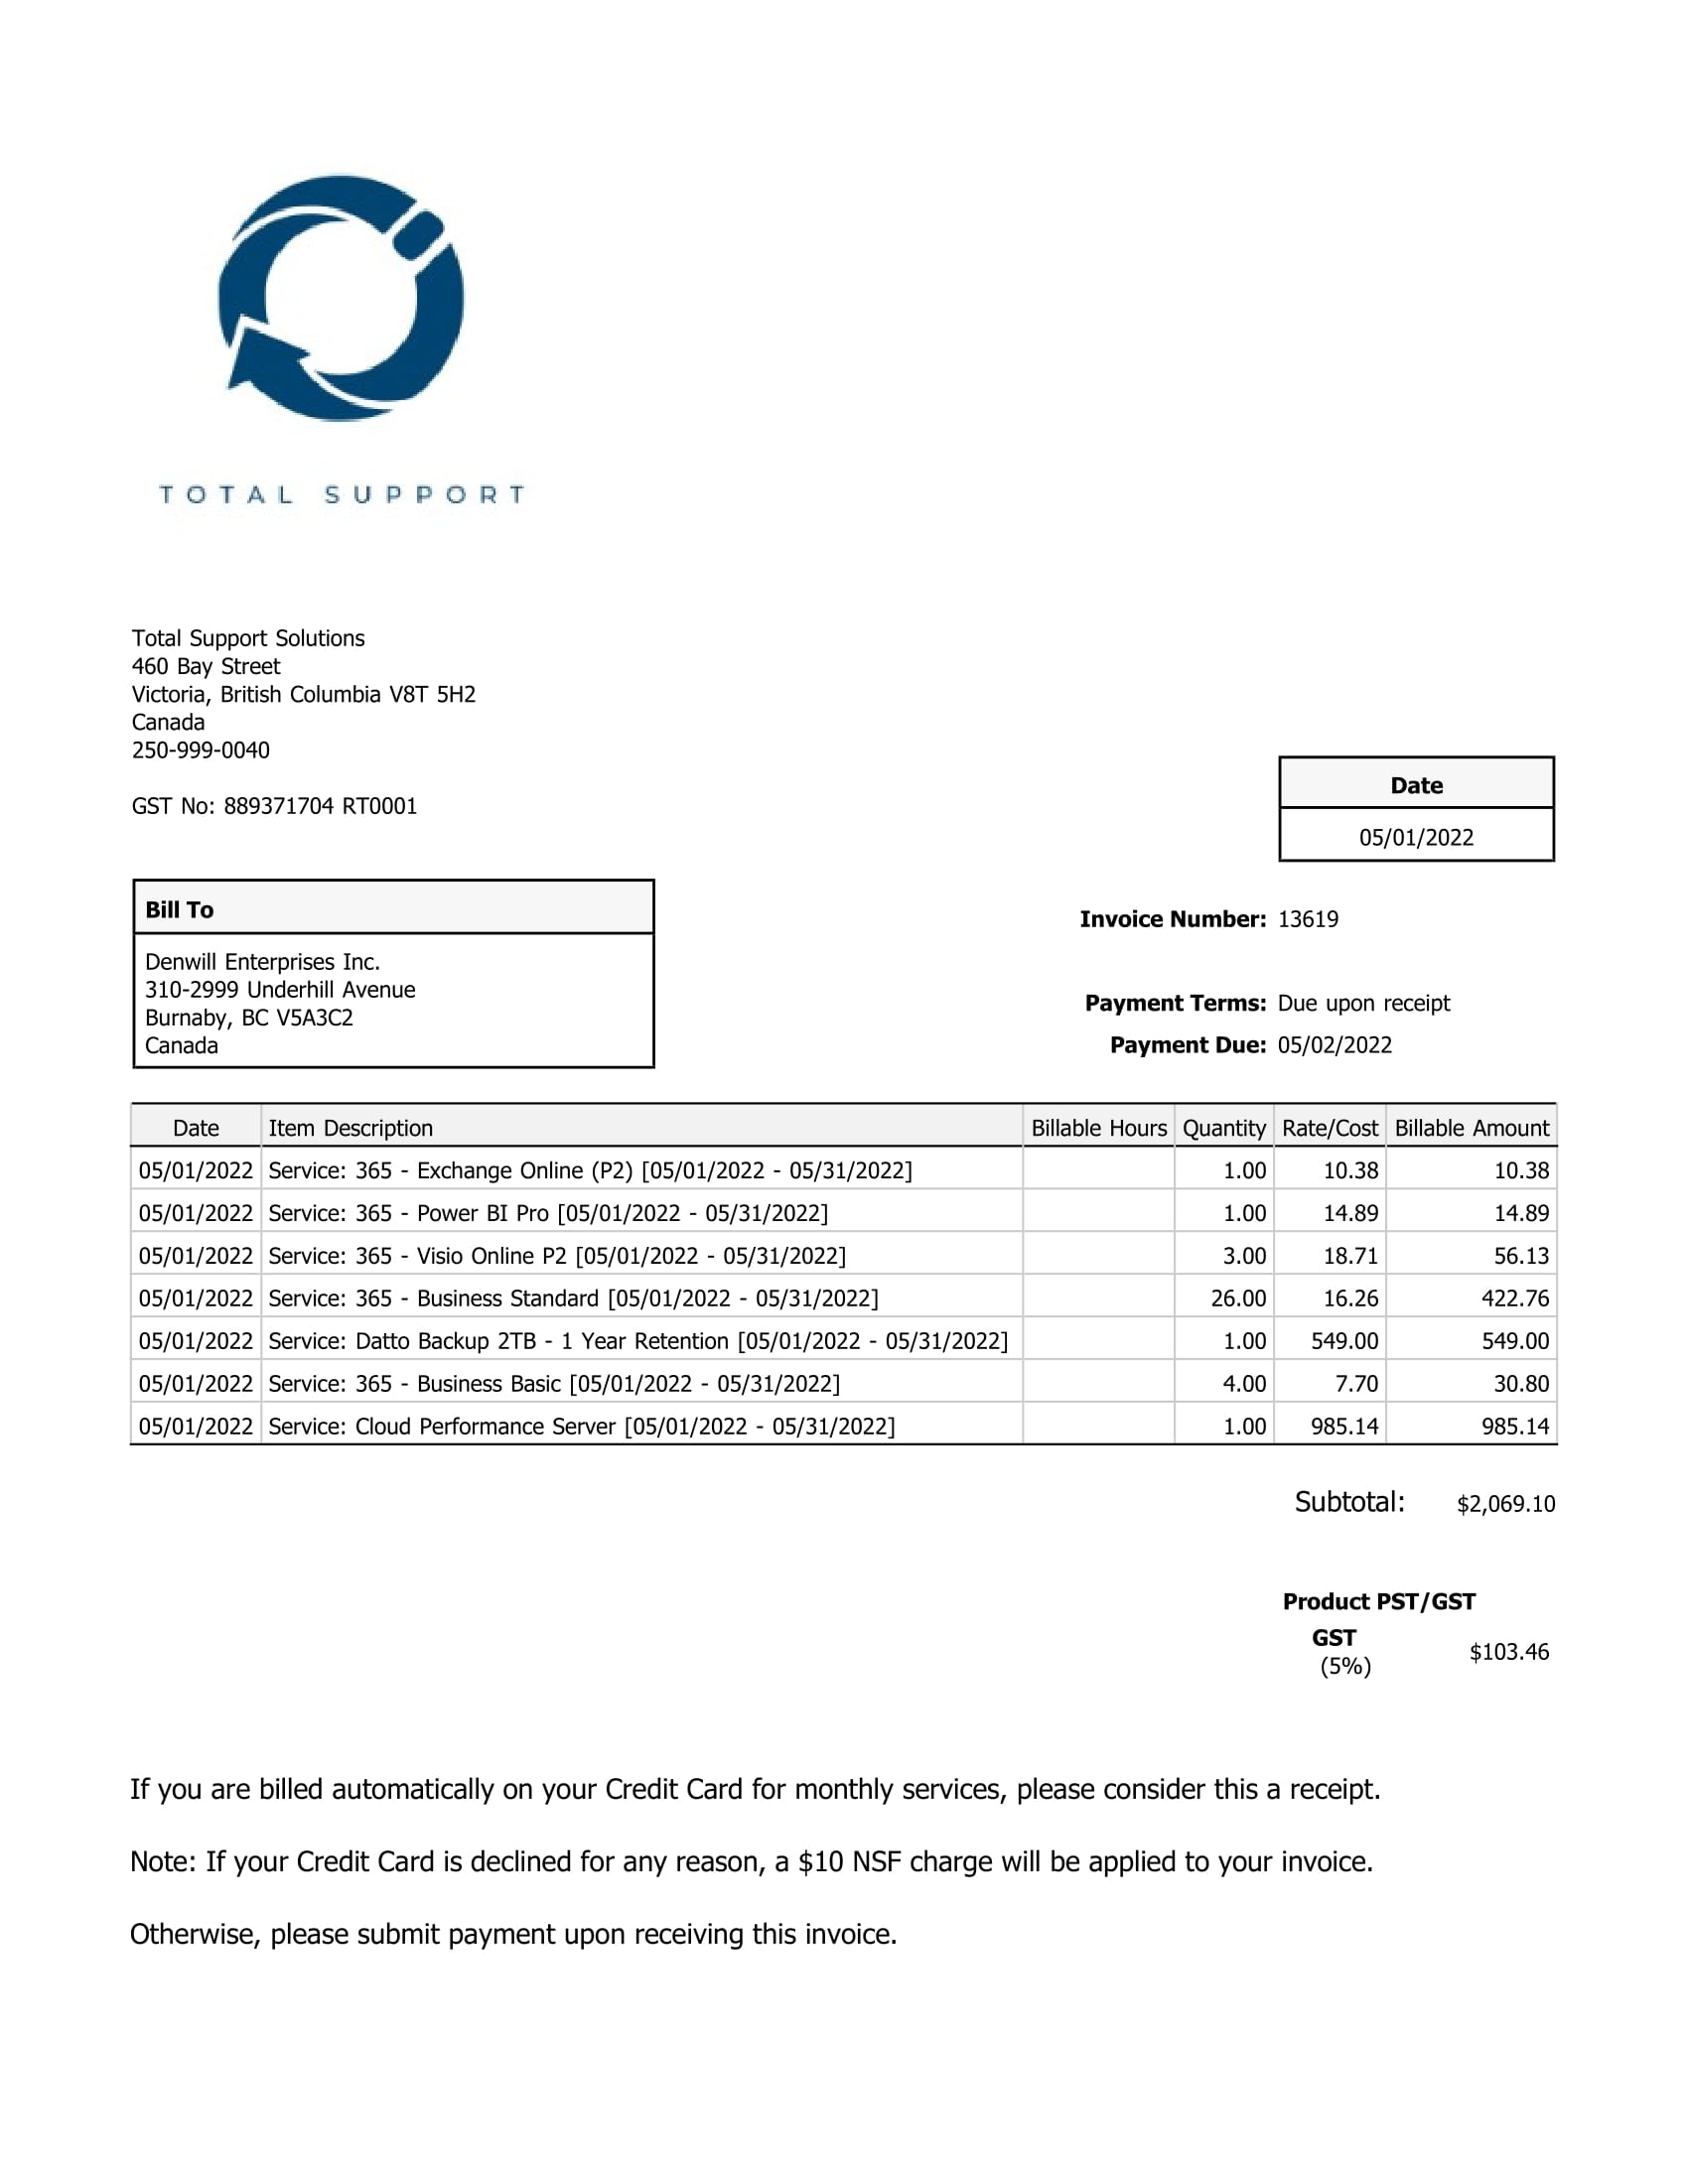 TOTAL SUPPORT
Total Support Solutions
460 Bay Street
Victoria, British Columbia V8T 5H2
Canada
250-999-0040
GST No: 889371704 RT0001
Date
05/01/2022
Bill To
Denwill Enterprises Inc.
310-2999 Underhill Avenue
Burnaby, BC V5A3C2
Canada
Invoice Number: 13619
Payment Terms: Due upon receipt
Payment Due: 05/02/2022
Date Item Description Billable Hours Quantity Rate/Cost Billable Amount
05/01/2022 Service: 365 - Exchange Online (P2) [05/01/2022 - 05/31/2022] 1.00 10.38 10.38
05/01/2022 Service: 365 - Power BI Pro [05/01/2022 - 05/31/2022] 1.00 14.89 14.89
05/01/2022 Service: 365 - Visio Online P2 [05/01/2022 - 05/31/2022] 3.00 18.71 56.13
05/01/2022 Service: 365 - Business Standard [05/01/2022 - 05/31/2022] 26.00 16.26 422.76
05/01/2022 Service: Datto Backup 2TB - 1 Year Retention [05/01/2022 - 05/31/2022] 1.00 549.00 549.00
05/01/2022 Service: 365 - Business Basic [05/01/2022 - 05/31/2022] 4.00 7.70 30.80
05/01/2022 Service: Cloud Performance Server [05/01/2022 - 05/31/2022] 1.00 985.14 985.14
Subtotal: $2,069.10
Product PST/GST
GST
(5%) $103.46
If you are billed automatically on your Credit Card for monthly services, please consider this a receipt.
Note: If your Credit Card is declined for any reason, a $10 NSF charge will be applied to your invoice.
Otherwise, please submit payment upon receiving this invoice.